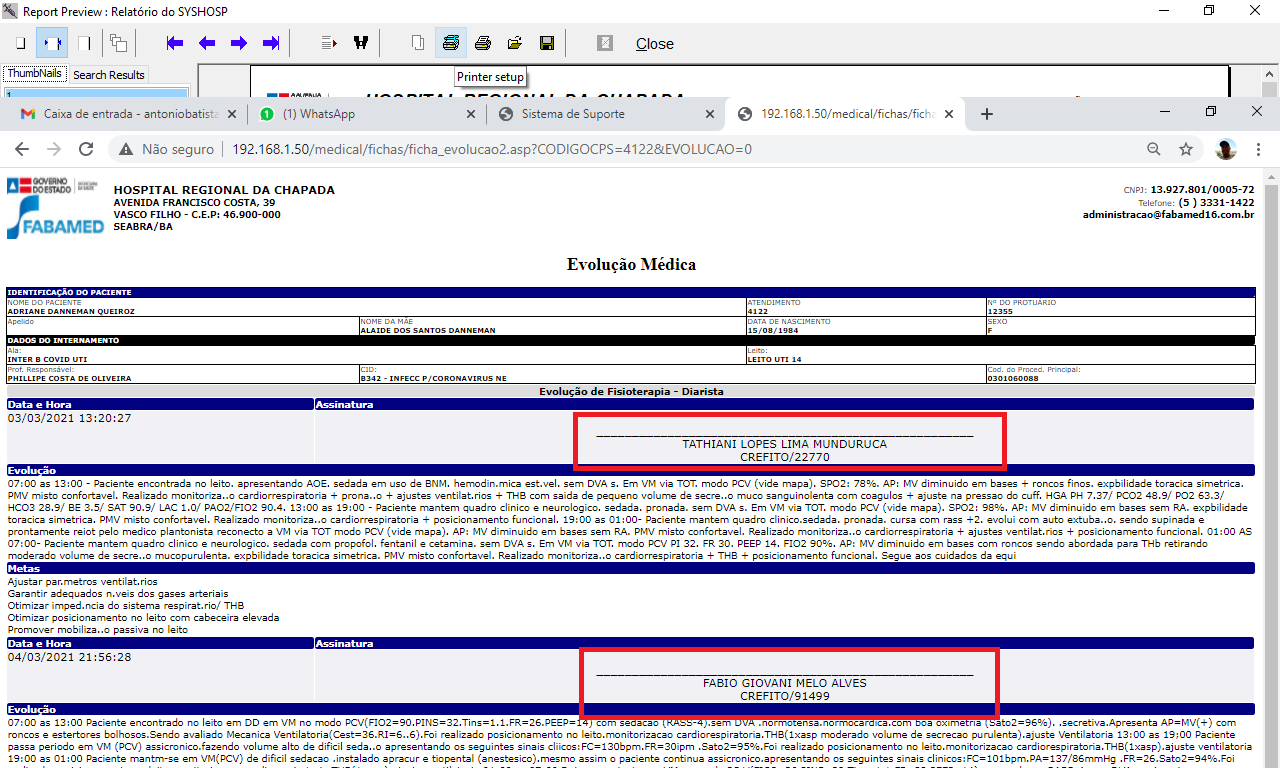 Report Preview : Relatório do SYSHOSP
Close
ThumbNails Search Results
Printer setup
1
HOSPITAL REGIONAL DA CHAPADA
Caixa de entrada - antoniobatista
(1) WhatsApp
Sistema de Suporte
192.168.1.50/medical/fichas/ficha
Não seguro 192.168.1.50/medical/fichas/ficha_evolucao2.asp?CODIGOCPS=4122&EVOLUCAO=0
GOVERNO DO ESTADO
FABAMED
HOSPITAL REGIONAL DA CHAPADA
AVENIDA FRANCISCO COSTA, 39
VASCO FILHO - C.E.P: 46.900-000
SEABRA/BA
CNPJ: 13.927.801/0005-72
Telefone: (5 ) 3331-1422
administracao@fabamed16.com.br
Evolução Médica
IDENTIFICAÇÃO DO PACIENTE
NOME DO PACIENTE ATENDIMENTO Nº DO PROTUÁRIO
ADRIANE DANNEMAN QUEIROZ 4122 12355
Apelido NOME DA MÃE DATA DE NASCIMENTO SEXO
ALAIDE DOS SANTOS DANNEMAN 15/08/1984 F
DADOS DO INTERNAMENTO
Ala: Leito:
INTER B COVID UTI LEITO UTI 14
Prof. Responsável: CID: Cod. do Proced. Principal:
PHILLIPE COSTA DE OLIVEIRA B342 - INFECC P/CORONAVIRUS NE 0301060088
Evolução de Fisioterapia - Diarista
Data e Hora Assinatura
03/03/2021 13:20:27
TATHIANI LOPES LIMA MUNDURUCA
CREFITO/22770
Evolução
07:00 as 13:00 - Paciente encontrada no leito. apresentando AOE. sedada em uso de BNM. hemodin.mica est.vel. sem DVA s. Em VM via TOT. modo PCV (vide mapa). SPO2: 78%. AP: MV diminuido em bases + roncos finos. expbilidade toracica simetrica.
PMV misto confortavel. Realizado monitoriza..o cardiorrespiratoria + prona..o + ajustes ventilat.rios + THB com saida de pequeno volume de secre..o muco sanguinolenta com coagulos + ajuste na pressao do cuff. HGA PH 7.37/ PCO2 48.9/ PO2 63.3/
HCO3 28.9/ BE 3.5/ SAT 90.9/ LAC 1.0/ PAO2/FIO2 90.4. 13:00 as 19:00 - Paciente mantem quadro clinico e neurologico. sedada. pronada. sem DVA s. Em VM via TOT. modo PCV (vide mapa). SPO2: 98%. AP: MV diminuido em bases sem RA. expbilidade
toracica simetrica. PMV misto confortavel. Realizado monitoriza..o cardiorrespiratoria + posicionamento funcional. 19:00 as 01:00- Paciente mantem quadro clinico.sedada. pronada. cursa com rass +2. evolui com auto extuba..o. sendo supinada e
prontamente reiot pelo medico plantonista reconecto a VM via TOT modo PCV (vide mapa). AP: MV diminuido em bases sem RA. PMV misto confortavel. Realizado monitoriza..o cardiorrespiratoria + ajustes ventilat.rios + posicionamento funcional. 01:00 AS
07:00- Paciente mantem quadro clinico e neurologico. sedada com propofol. fentanil e cetamina. sem DVA s. Em VM via TOT. modo PCV PI 32. FR 30. PEEP 14. FIO2 90%. AP: MV diminuido em bases com roncos sendo abordada para THb retirando
moderado volume de secre..o mucopurulenta. expbilidade toracica simetrica. PMV misto confortavel. Realizado monitoriza..o cardiorrespiratoria + THB + posicionamento funcional. Segue aos cuidados da equi
Metas
Ajustar par.metros ventilat.rios
Garantir adequados n.veis dos gases arteriais
Otimizar imped.ncia do sistema respirat.rio/ THB
Otimizar posicionamento no leito com cabeceira elevada
Promover mobiliza..o passiva no leito
Data e Hora Assinatura
04/03/2021 21:56:28
FABIO GIOVANI MELO ALVES
CREFITO/91499
Evolução
07:00 as 13:00 Paciente encontrado no leito em DD em VM no modo PCV(FIO2=90.PINS=32.Tins=1.1.FR=26.PEEP=14) com sedacao (RASS-4).sem DVA .normotensa.normocardica.com boa oximetria (Sato2=96%). .secretiva.Apresenta AP=MV(+) com
roncos e estertores bolhosos.Sendo avaliado Mecanica Ventilatoria(Cest=36.RI=6..6).Foi realizado posicionamento no leito.monitorizacao cardiorespiratoria.THB(1xasp moderado volume de secrecao purulenta).ajuste Ventilatoria 13:00 as 19;00 Paciente
passa periodo em VM (PCV) assicronico.fazendo volume alto de dificil seda..o apresentando os seguintes sinais cliicos:FC=130bpm.FR=30ipm .Sato2=95%.Foi realizado posicionamento no leito.monitorizacao cardiorespiratoria.THB(1xasp).ajuste ventilatoria
19:00 as 01:00 Paciente mantm-se em VM(PCV) de dificil sedacao .instalado apracur e tiopental (anestesico).mesmo assim o paciente continua assicronico.apresentando os seguintes sinais clinicos:FC=101bpm.PA=137/86mmHg .FR=26.Sato2=94%.Foi